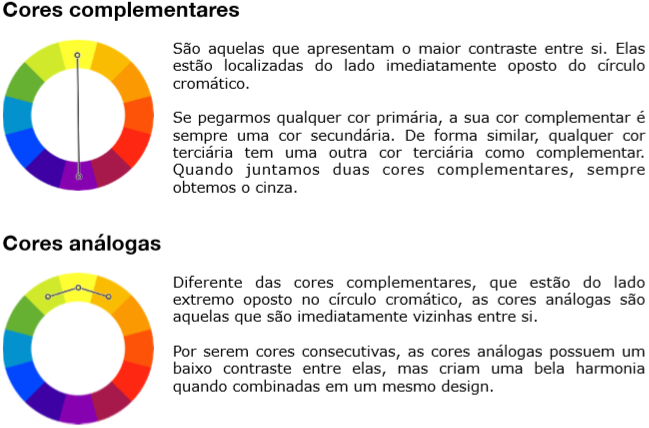 Cores complementares
São aquelas que apresentam o maior contraste entre si. Elas
estão localizadas do lado imediatamente oposto do círculo
cromático.
Se pegarmos qualquer cor primária, a sua cor complementar é
sempre uma cor secundária. De forma similar, qualquer cor
terciária tem uma outra cor terciária como complementar.
Quando juntamos duas cores complementares, sempre
obtemos o cinza.
Cores análogas
Diferente das cores complementares, que estão do lado
extremo oposto no círculo cromático, as cores análogas são
aquelas que são imediatamente vizinhas entre si.
Por serem cores consecutivas, as cores análogas possuem um
baixo contraste entre elas, mas criam uma bela harmonia
quando combinadas em um mesmo design.